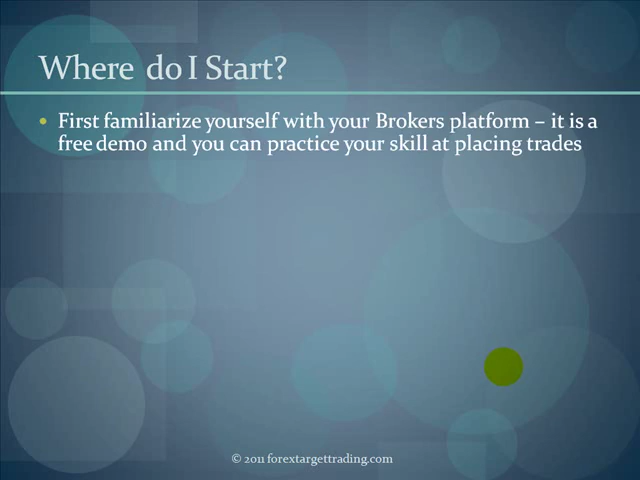 Where do I Start?
• First familiarize yourself with your Brokers platform – it is a
free demo and you can practice your skill at placing trades
© 2011 forextargettrading.com